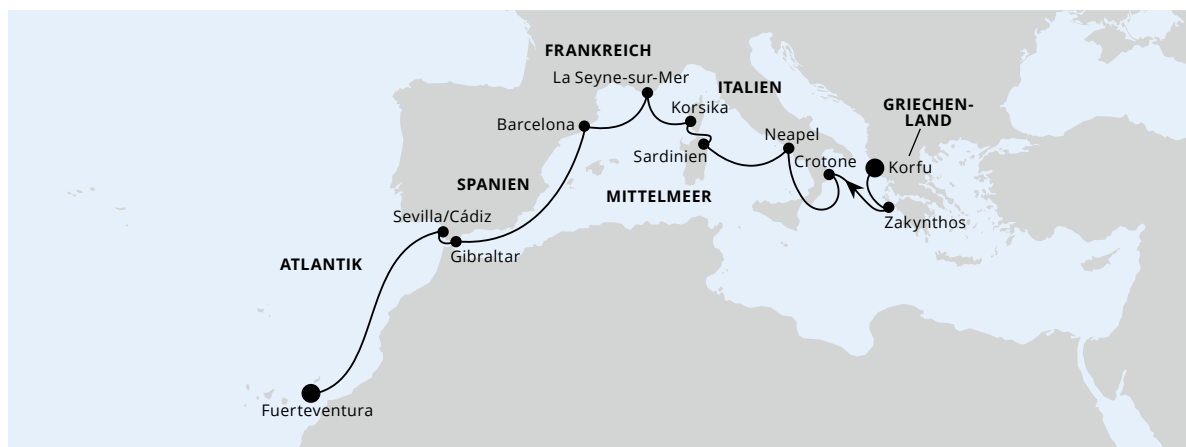 FRANKREICH
La Seyne-sur-Mer
ITALIEN
Korsika
GRIECHEN-
LAND
Barcelona
Neapel
Sardinien
Crotone
Korfu
SPANIEN
MITTELMEER
Sevilla/Cádiz
Zakynthos
Gibraltar
ATLANTIK
Fuerteventura